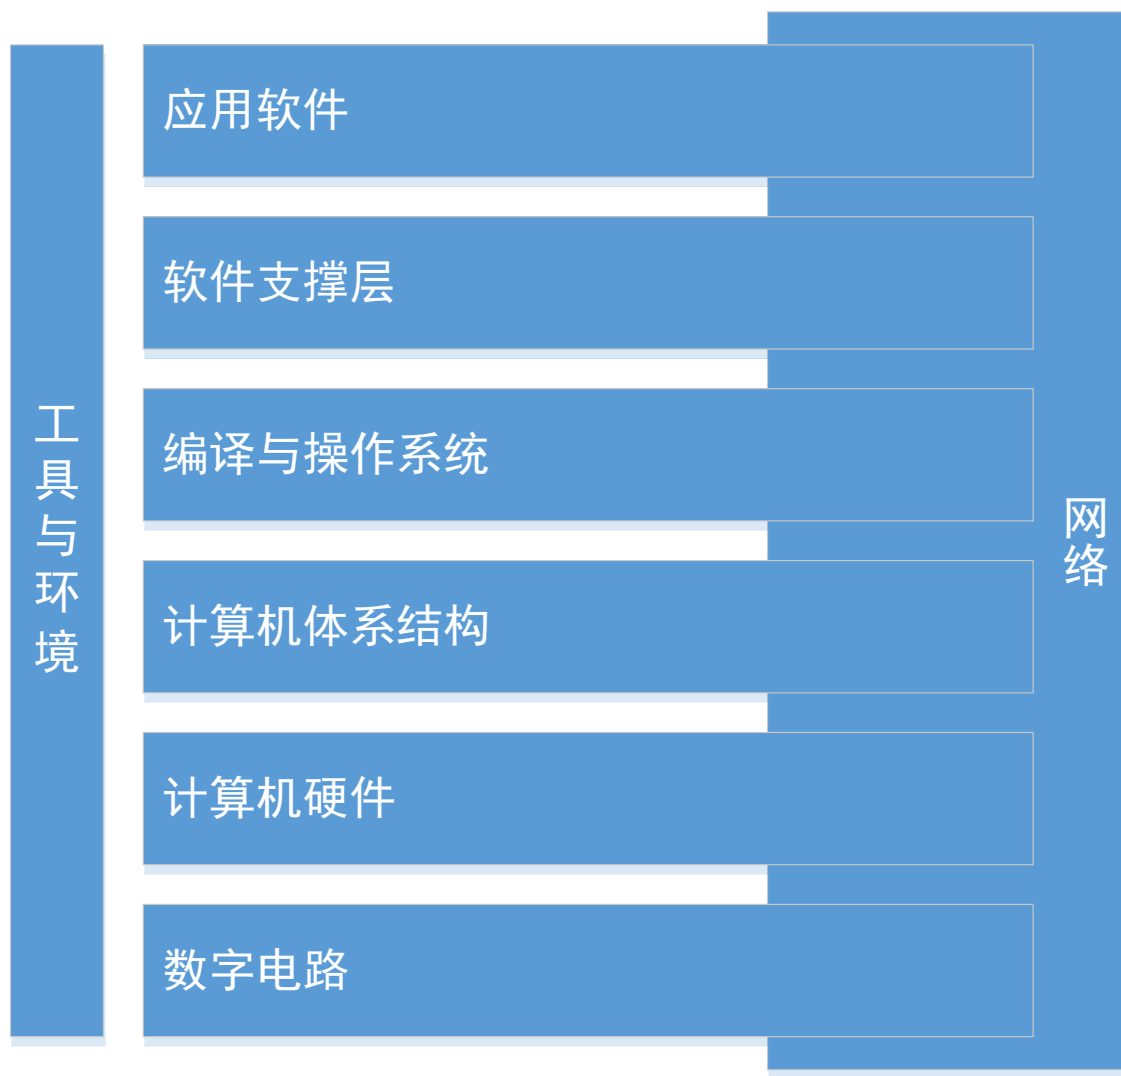 工具与环境
应用软件
软件支撑层
编译与操作系统
计算机体系结构
计算机硬件
数字电路
网络